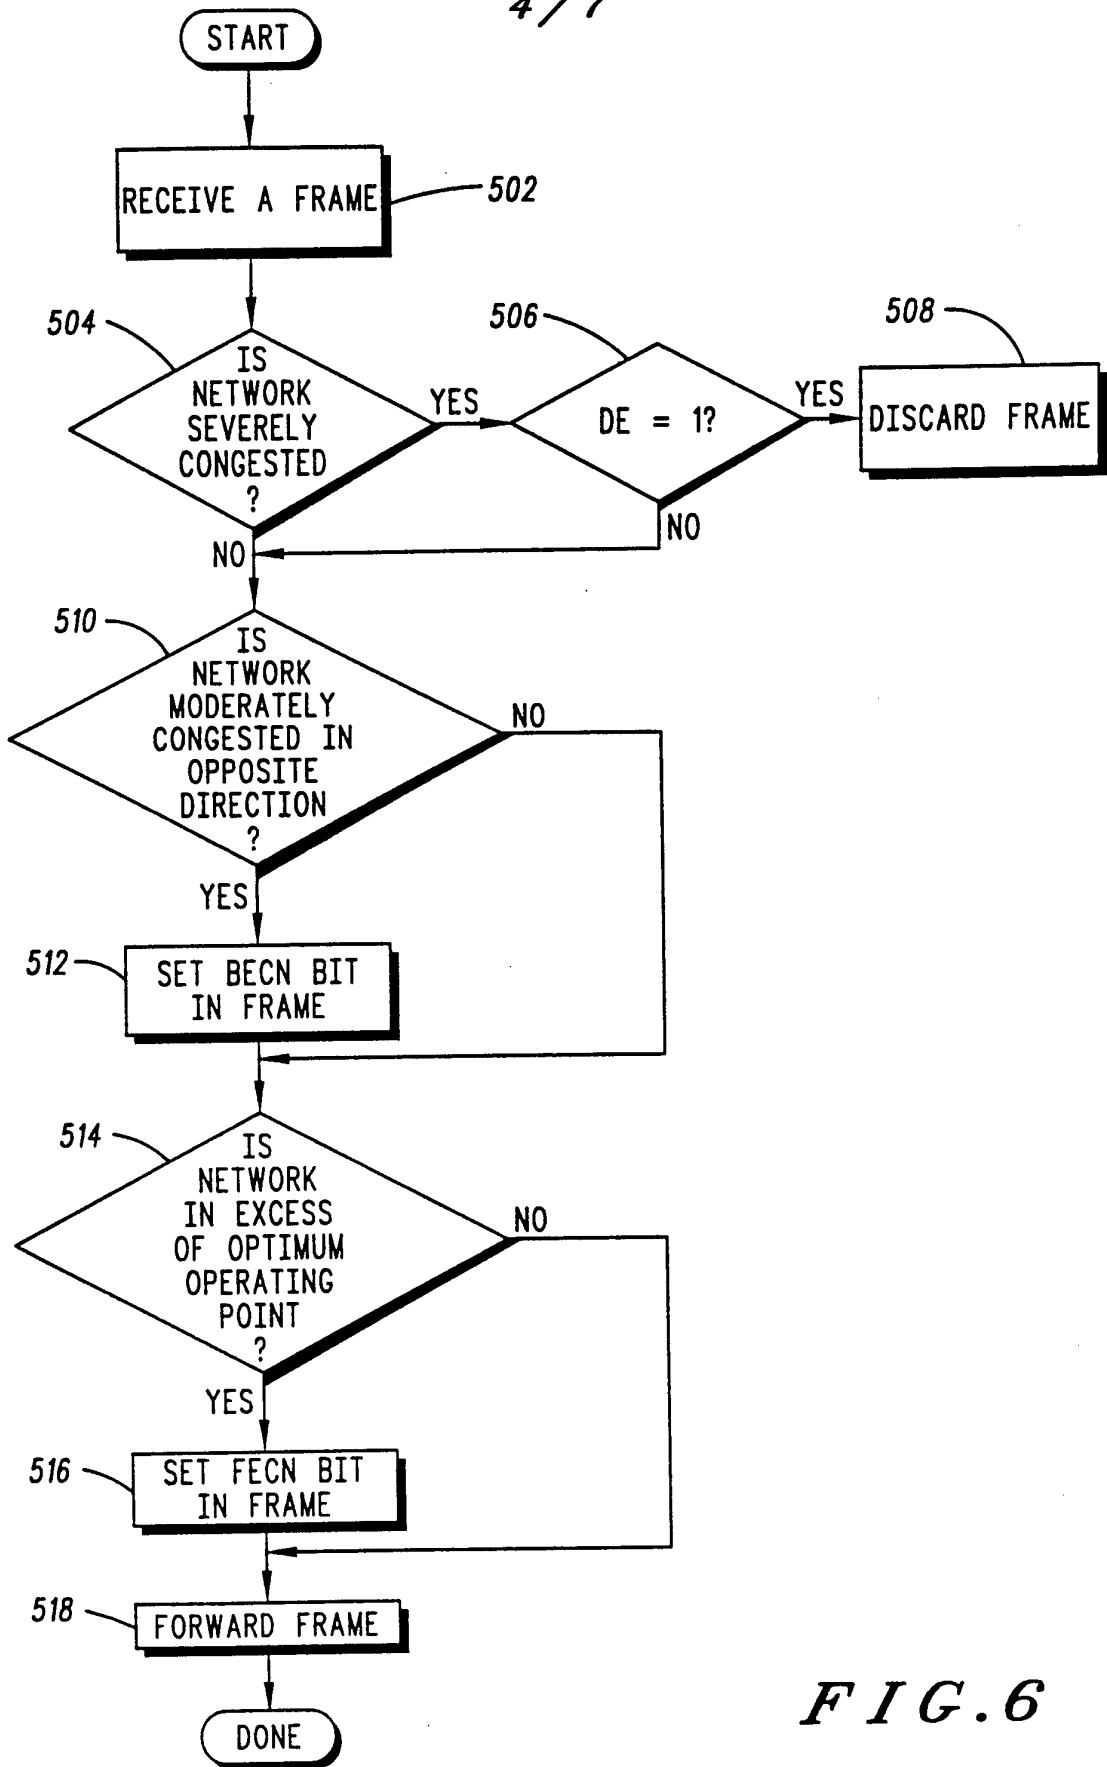 4/7
START
RECEIVE A FRAME
502
504
IS
NETWORK
SEVERELY
CONGESTED
?
YES
NO
506
DE = 1?
YES
NO
508
DISCARD FRAME
510
IS
NETWORK
MODERATELY
CONGESTED IN
OPPOSITE
DIRECTION
?
NO
YES
512
SET BECN BIT
IN FRAME
514
IS
NETWORK
IN EXCESS
OF OPTIMUM
OPERATING
POINT
?
NO
YES
516
SET FECN BIT
IN FRAME
518
FORWARD FRAME
DONE
FIG.6